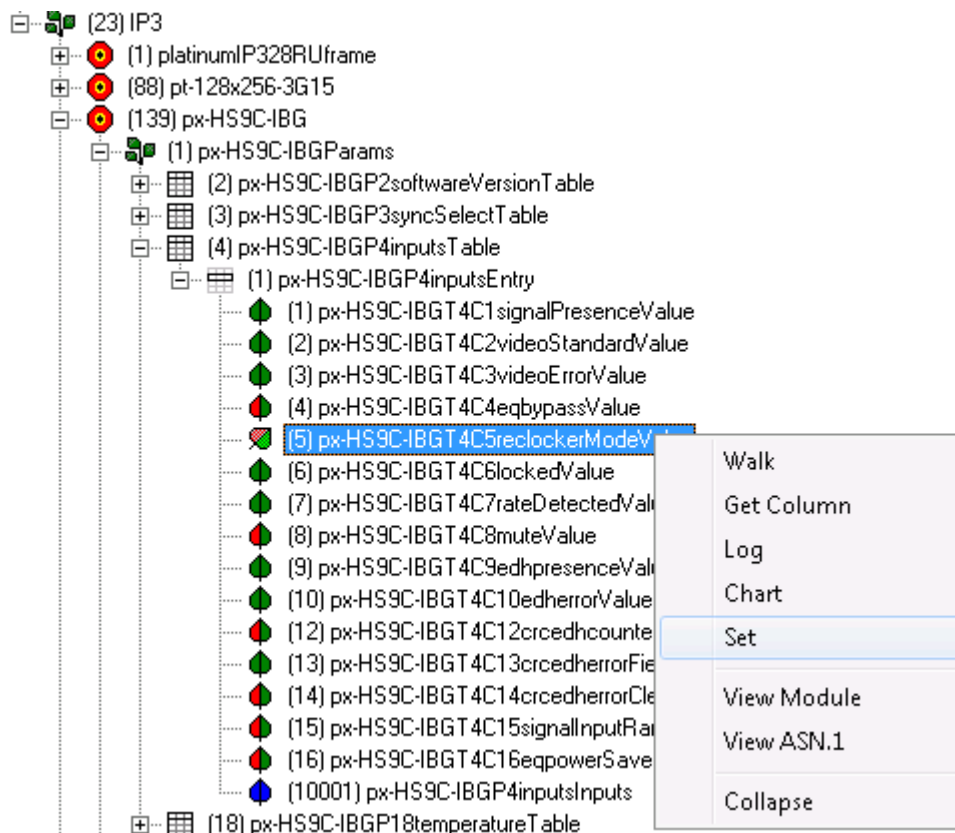 (23) IP3
(1) platinumIP328RUframe
(88) pt-128x256-3G15
(139) px-HS9C-IBG
(1) px-HS9C-IBGParams
(2) px-HS9C-IBGP2softwareVersionTable
(3) px-HS9C-IBGP3syncSelectTable
(4) px-HS9C-IBGP4inputsTable
(1) px-HS9C-IBGP4inputsEntry
(1) px-HS9C-IBGT4C1signalPresenceValue
(2) px-HS9C-IBGT4C2videoStandardValue
(3) px-HS9C-IBGT4C3videoErrorValue
(4) px-HS9C-IBGT4C4eqbypassValue
(5) px-HS9C-IBGT4C5reclockerModeV
(6) px-HS9C-IBGT4C6lockedValue
(7) px-HS9C-IBGT4C7rateDetectedVal
(8) px-HS9C-IBGT4C8muteValue
(9) px-HS9C-IBGT4C9edhpresenceVal
(10) px-HS9C-IBGT4C10edherrorValue
(12) px-HS9C-IBGT4C12crcedhcounte
(13) px-HS9C-IBGT4C13crcedherrorFie
(14) px-HS9C-IBGT4C14crcedherrorCle
(15) px-HS9C-IBGT4C15signalInputRa
(16) px-HS9C-IBGT4C16eqpowerSave
(10001) px-HS9C-IBGP4inputsInputs
(18) px-HS9C-IBGP18temperatureTable
Walk
Get Column
Log
Chart
Set
View Module
View ASN.1
Collapse